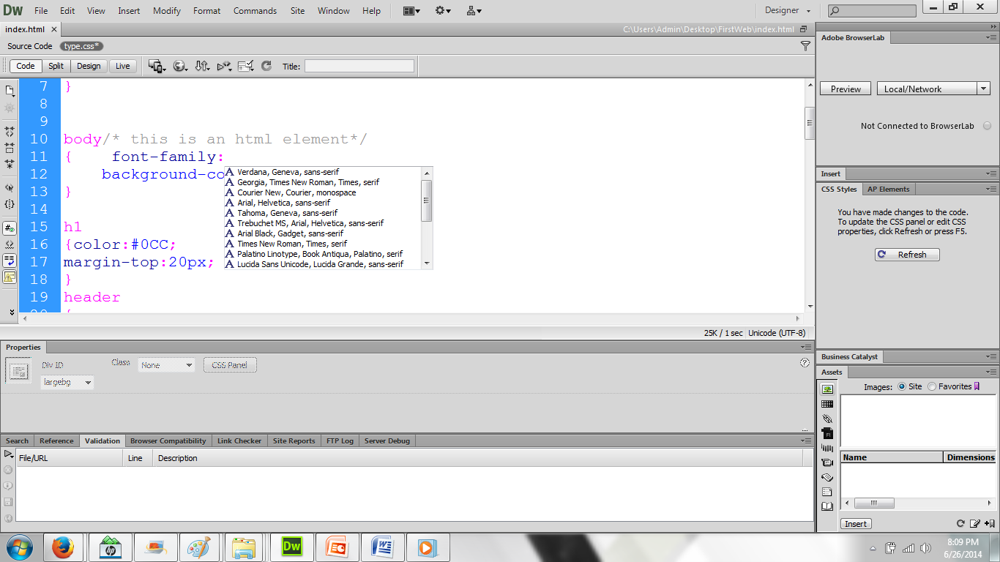 Dw File Edit View Insert Modify Format Commands Site Window Help Designer
index.html × C:\Users\Admin\Desktop\FirstWeb\index.html
Source Code type.css*
Code Split Design Live Title:
7 }
8
9
10 body/* this is an html element*/
11 { font-family:
12 background-co
13 }
14
15 h1
16 {color:#0CC;
17 margin-top:20px;
18 }
19 header
20 {
Verdana, Geneva, sans-serif
Georgia, Times New Roman, Times, serif
Courier New, Courier, monospace
Arial, Helvetica, sans-serif
Tahoma, Geneva, sans-serif
Trebuchet MS, Arial, Helvetica, sans-serif
Arial Black, Gadget, sans-serif
Times New Roman, Times, serif
Palatino Linotype, Book Antiqua, Palatino, serif
Lucida Sans Unicode, Lucida Grande, sans-serif
25K / 1 sec Unicode (UTF-8)
Properties
Div ID Class None CSS Panel
largebg
Search Reference Validation Browser Compatibility Link Checker Site Reports FTP Log Server Debug
File/URL Line Description
Adobe BrowserLab
Preview Local/Network
Not Connected to BrowserLab
Insert
CSS Styles AP Elements
You have made changes to the code.
To update the CSS panel or edit CSS
properties, click Refresh or press F5.
Refresh
Business Catalyst
Assets
Images: Site Favorites
Name Dimensions
Insert
hp Dw
8:09 PM
6/26/2014